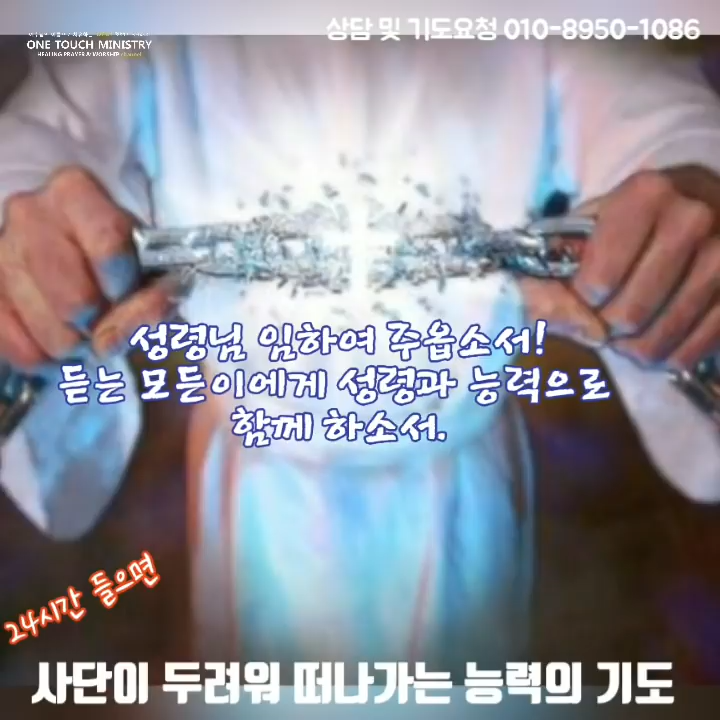 상담 및 기도요청 010-8950-1086
ONE TOUCH MINISTRY
HEALING PRAYER & WORSHIP channel
성령님 임하여 주옵소서!
듣는 모든이에게 성령과 능력으로
함께 하소서.
24시간 들으면
사단이 두려워 떠나가는 능력의 기도